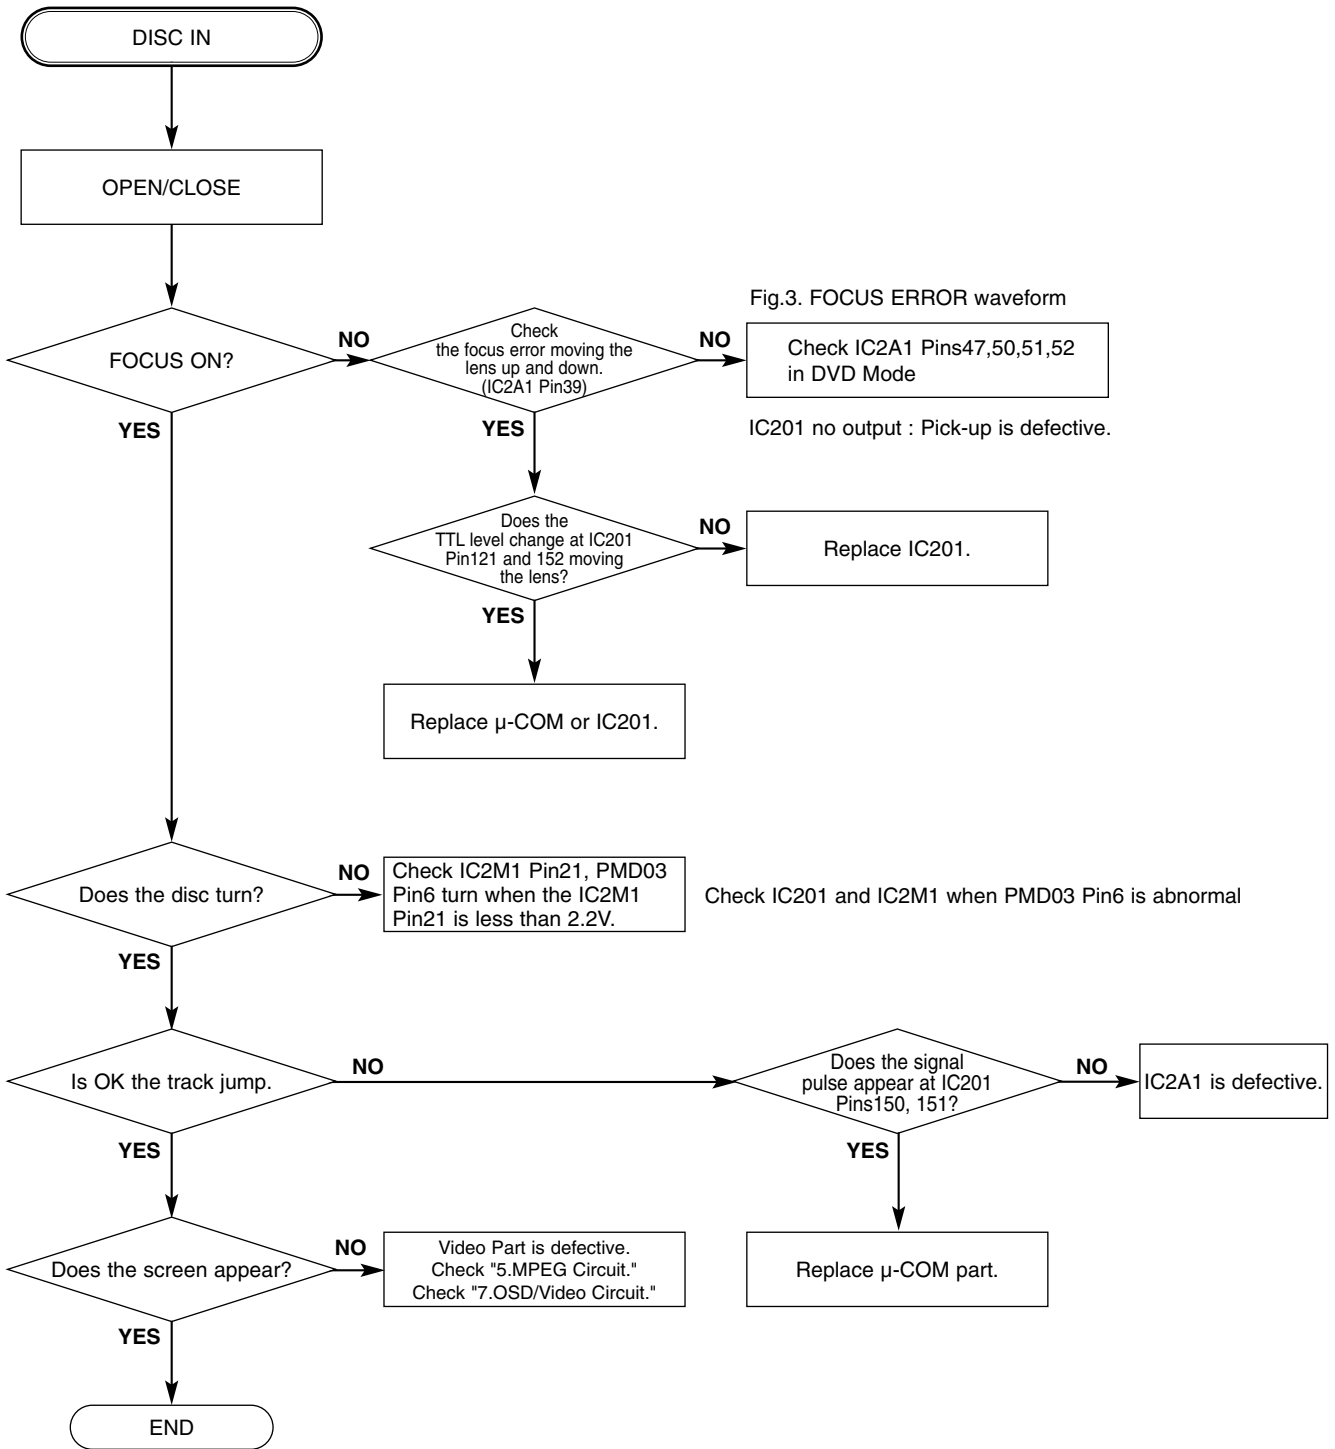 DISC IN
OPEN/CLOSE
FOCUS ON?
NO
YES
Check
the focus error moving the
lens up and down.
(IC2A1 Pin39)
NO
YES
Fig.3. FOCUS ERROR waveform
Check IC2A1 Pins47,50,51,52
in DVD Mode
IC201 no output : Pick-up is defective.
Does the
TTL level change at IC201
Pin121 and 152 moving
the lens?
NO
YES
Replace IC201.
Replace µ-COM or IC201.
Does the disc turn?
NO
YES
Check IC2M1 Pin21, PMD03
Pin6 turn when the IC2M1
Pin21 is less than 2.2V.
Check IC201 and IC2M1 when PMD03 Pin6 is abnormal
Is OK the track jump.
NO
YES
Does the signal
pulse appear at IC201
Pins150, 151?
NO
YES
IC2A1 is defective.
Replace µ-COM part.
Does the screen appear?
NO
YES
Video Part is defective.
Check "5.MPEG Circuit."
Check "7.OSD/Video Circuit."
END